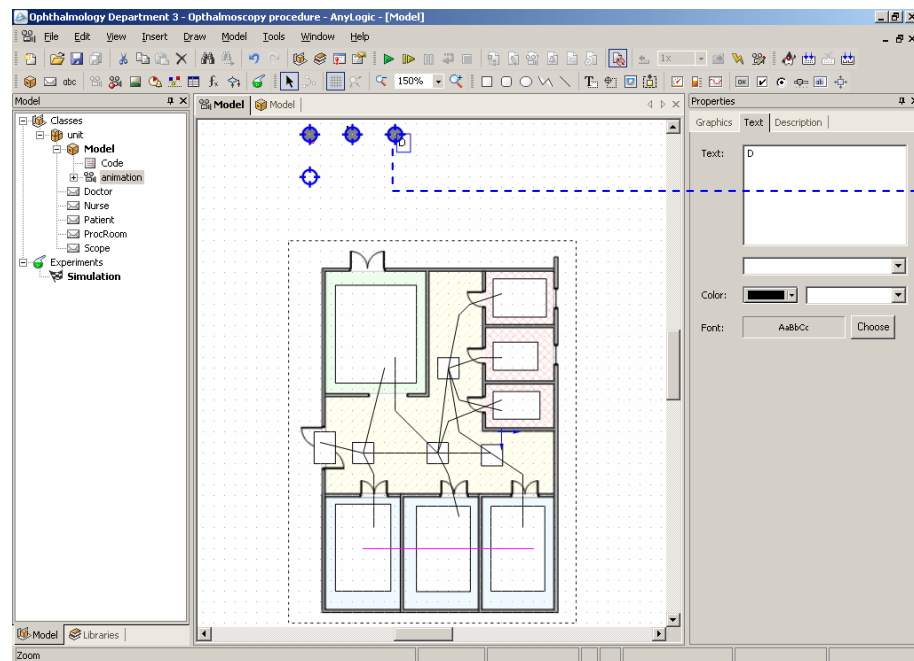 Ophthalmology Department 3 - Opthalmoscopy procedure - AnyLogic - [Model]
File Edit View Insert Draw Model Tools Window Help
1x
abc 150%
Model
Model Model
Properties
Classes
unit
Model
Code
animation
Doctor
Nurse
Patient
ProcRoom
Scope
Experiments
Simulation
D
Graphics Text Description
Text: D
Color:
Font: AaBbCc Choose
Model Libraries
Zoom